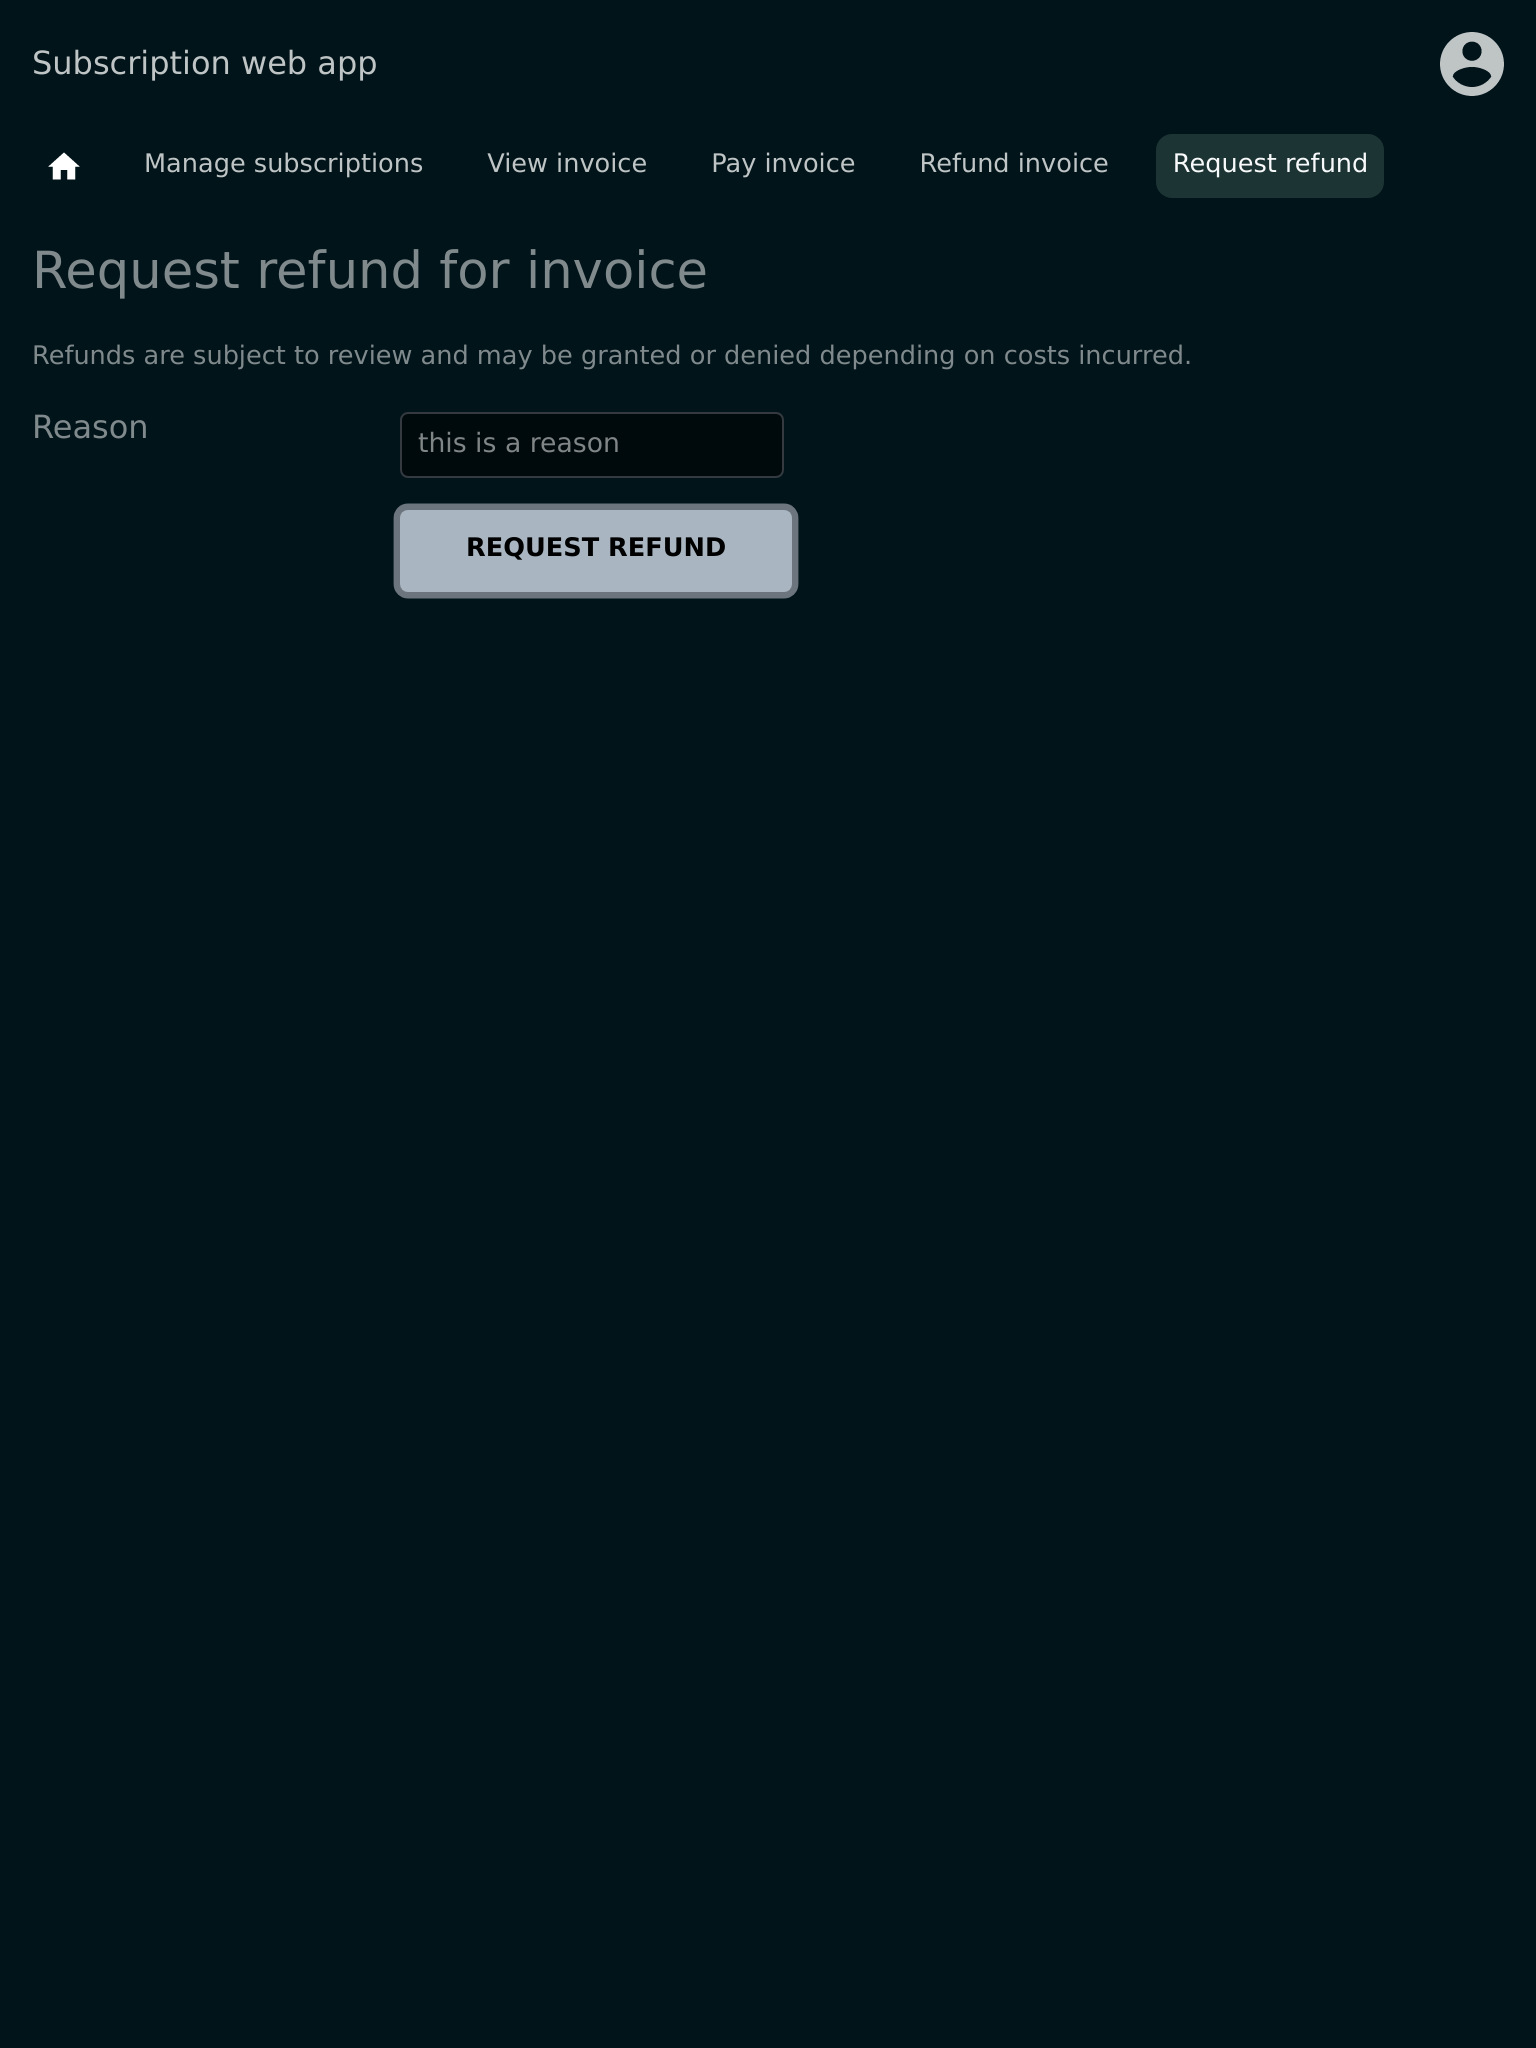 Subscription web app
Manage subscriptions View invoice Pay invoice Refund invoice Request refund
Request refund for invoice
Refunds are subject to review and may be granted or denied depending on costs incurred.
Reason this is a reason
REQUEST REFUND